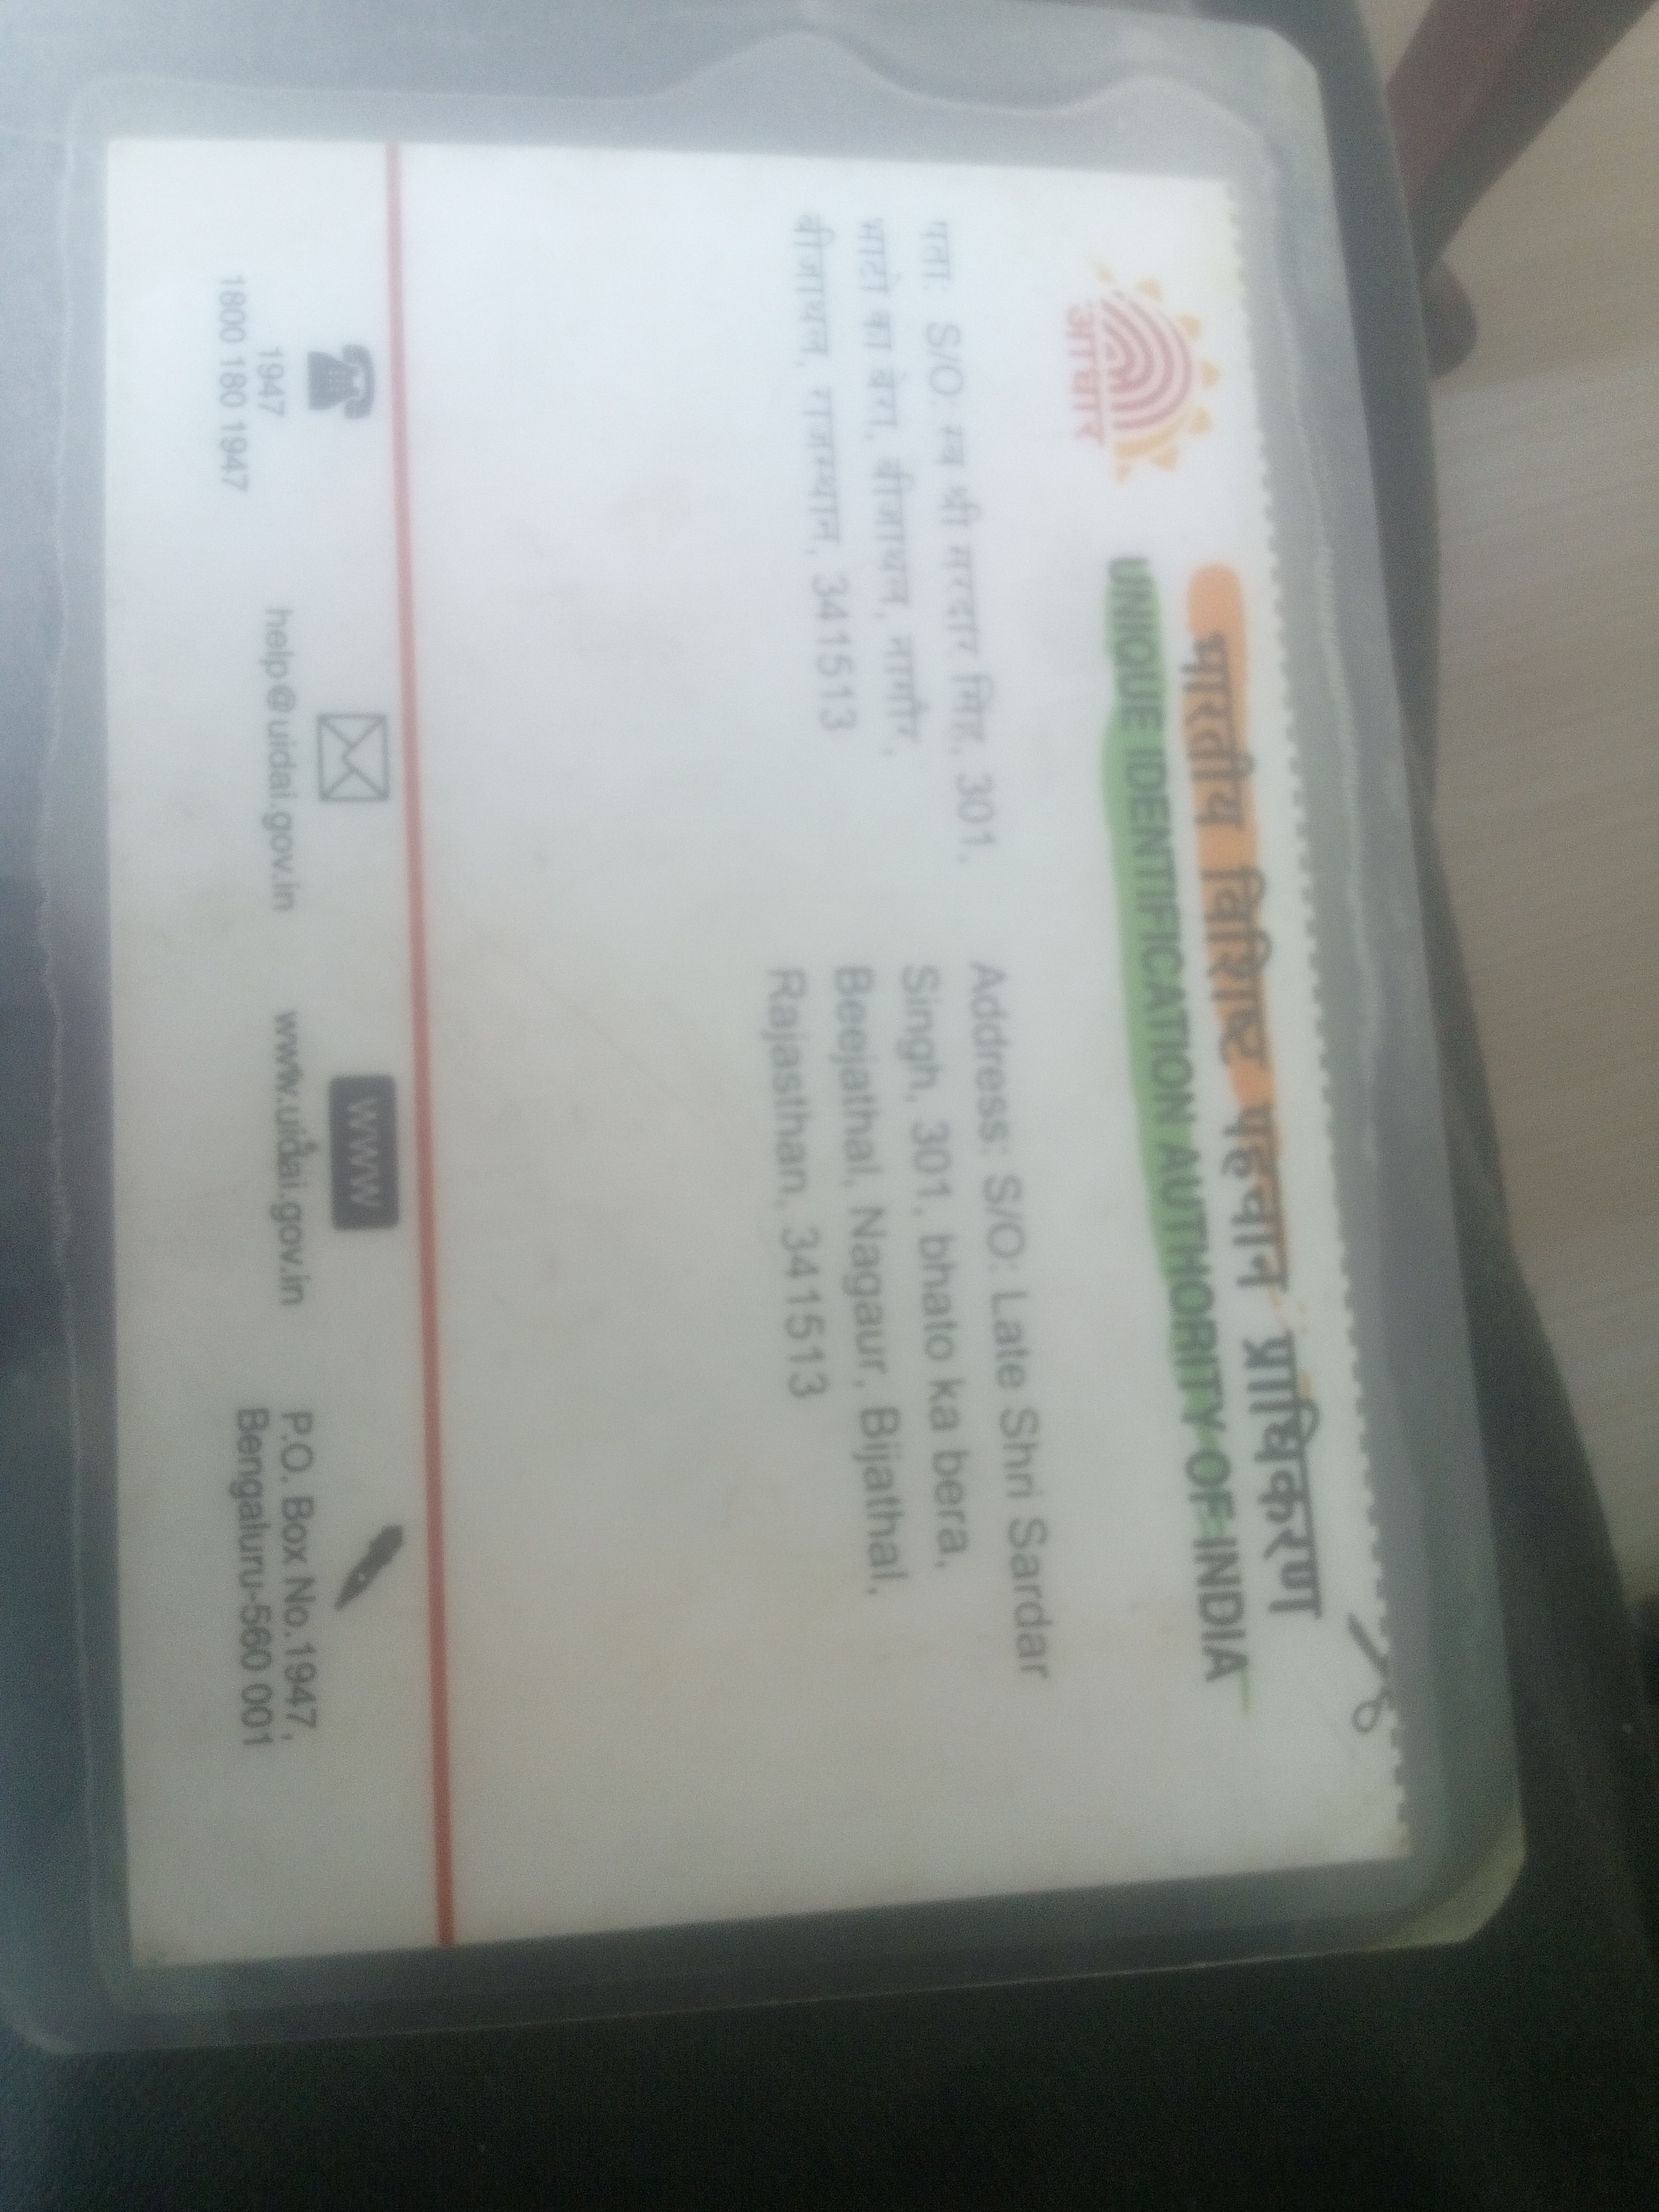 भारतीय विशिष्ट पहचान प्राधिकरण
UNIQUE IDENTIFICATION AUTHORITY OF INDIA
आधार
पता: S/O: स्व श्री सरदार सिंह, 301,
भाटो का बेरा, बीजाथल, नागौर,
बीजाथल, राजस्थान, 341513
Address: S/O: Late Shri Sardar
Singh, 301, bhato ka bera,
Beejathal, Nagaur, Bijathal,
Rajasthan, 341513
1947
1800 180 1947
help@uidai.gov.in
WWW
www.uidai.gov.in
P.O. Box No.1947,
Bengaluru-560 001